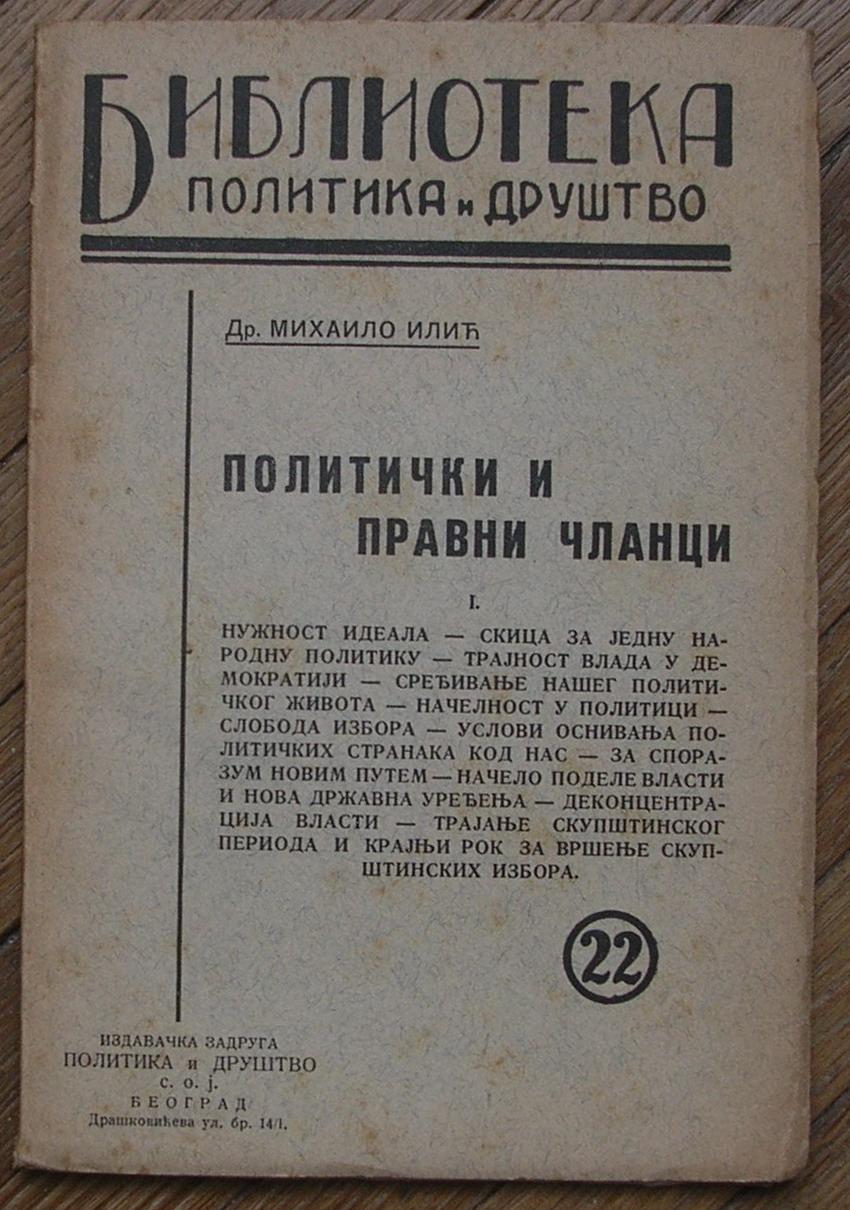 БИБЛИОТЕКА
ПОЛИТИКА и ДРУШТВО
Др. МИХАИЛО ИЛИЋ
ПОЛИТИЧКИ И
ПРАВНИ ЧЛАНЦИ
I.
НУЖНОСТ ИДЕАЛА — СКИЦА ЗА ЈЕДНУ НА-
РОДНУ ПОЛИТИКУ — ТРАЈНОСТ ВЛАДА У ДЕ-
МОКРАТИЈИ — СРЕЂИВАЊЕ НАШЕГ ПОЛИТИ-
ЧКОГ ЖИВОТА — НАЧЕЛНОСТ У ПОЛИТИЦИ —
СЛОБОДА ИЗБОРА — УСЛОВИ ОСНИВАЊА ПО-
ЛИТИЧКИХ СТРАНАКА КОД НАС — ЗА СПОРА-
ЗУМ НОВИМ ПУТЕМ — НАЧЕЛО ПОДЕЛЕ ВЛАСТИ
И НОВА ДРЖАВНА УРЕЂЕЊА — ДЕКОНЦЕНТРА-
ЦИЈА ВЛАСТИ — ТРАЈАЊЕ СКУПШТИНСКОГ
ПЕРИОДА И КРАЈЊИ РОК ЗА ВРШЕЊЕ СКУП-
ШТИНСКИХ ИЗБОРА.
22
ИЗДАВАЧКА ЗАДРУГА
ПОЛИТИКА и ДРУШТВО
с. о. ј.
БЕОГРАД
Драшковићева ул. бр. 14/I.